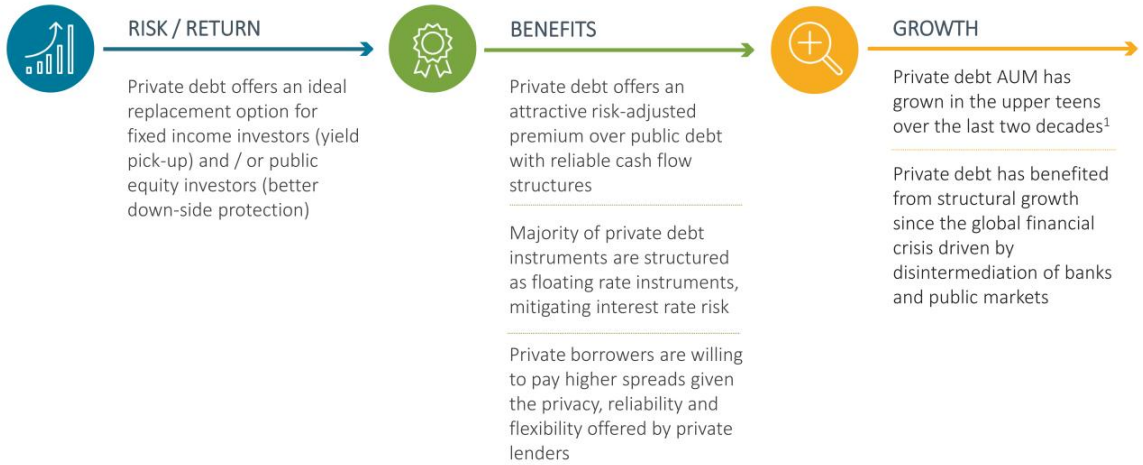 RISK / RETURN
Private debt offers an ideal
replacement option for
fixed income investors (yield
pick-up) and / or public
equity investors (better
down-side protection)
BENEFITS
Private debt offers an
attractive risk-adjusted
premium over public debt
with reliable cash flow
structures
Majority of private debt
instruments are structured
as floating rate instruments,
mitigating interest rate risk
Private borrowers are willing
to pay higher spreads given
the privacy, reliability and
flexibility offered by private
lenders
GROWTH
Private debt AUM has
grown in the upper teens
over the last two decades¹
Private debt has benefited
from structural growth
since the global financial
crisis driven by
disintermediation of banks
and public markets